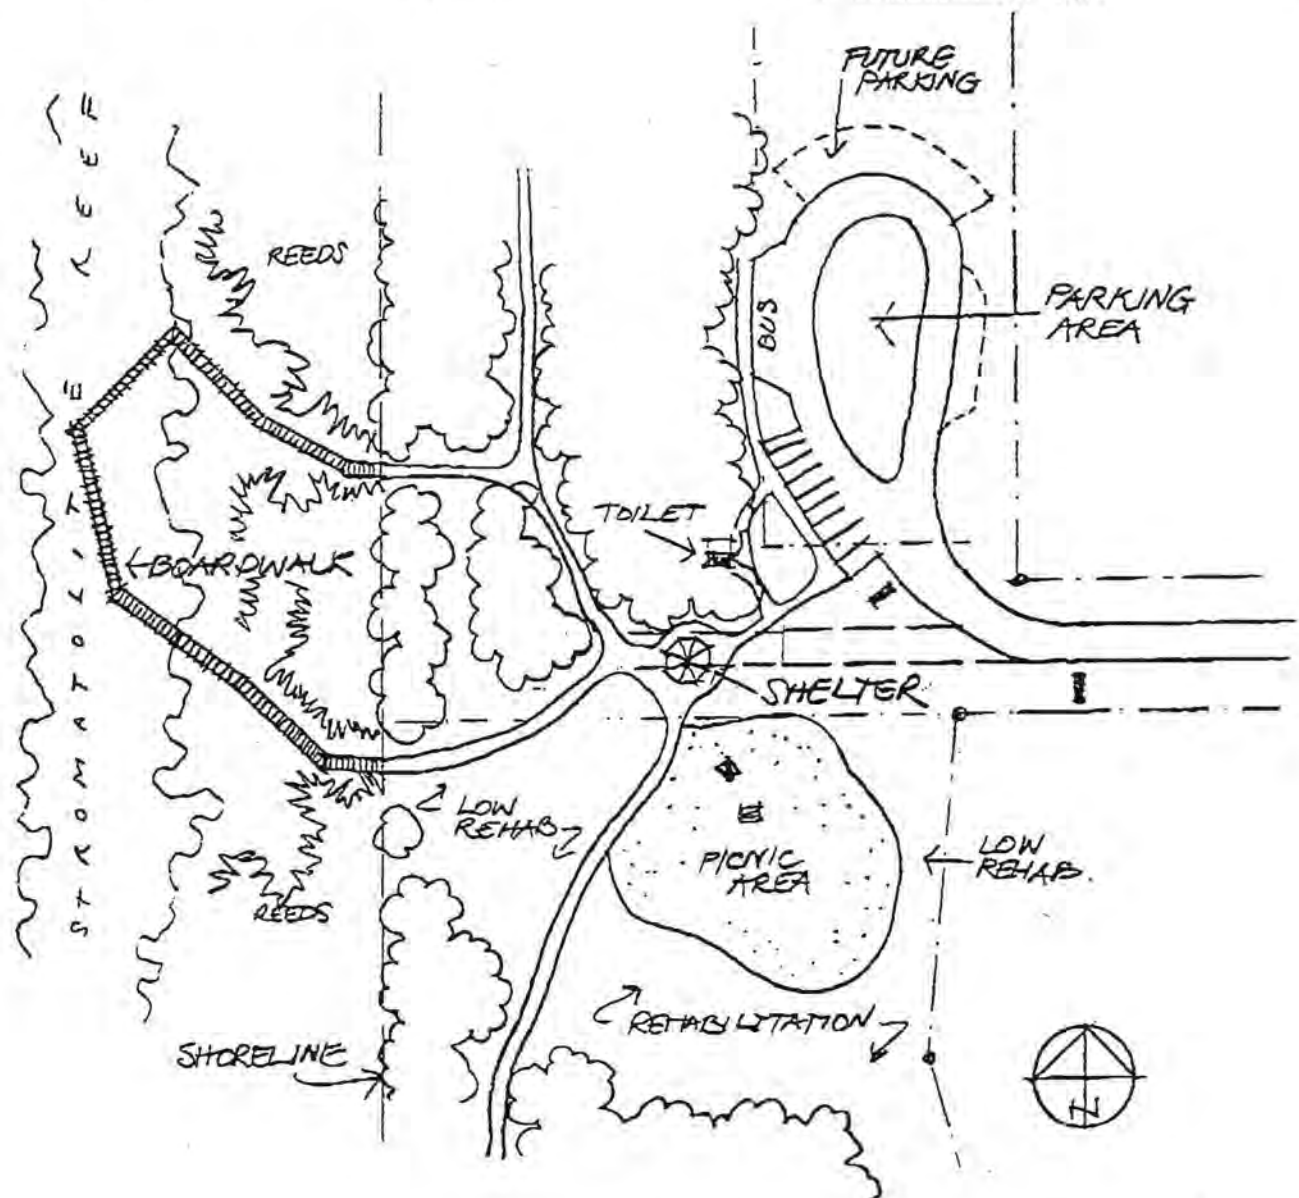 FUTURE
PARKING
STROMATOLITE REEF
REEDS
BUS
PARKING
AREA
TOILET
BOARDWALK
SHELTER
LOW
REHAB
PICNIC
AREA
LOW
REHAB.
REEDS
REHABILITATION
SHORELINE
N